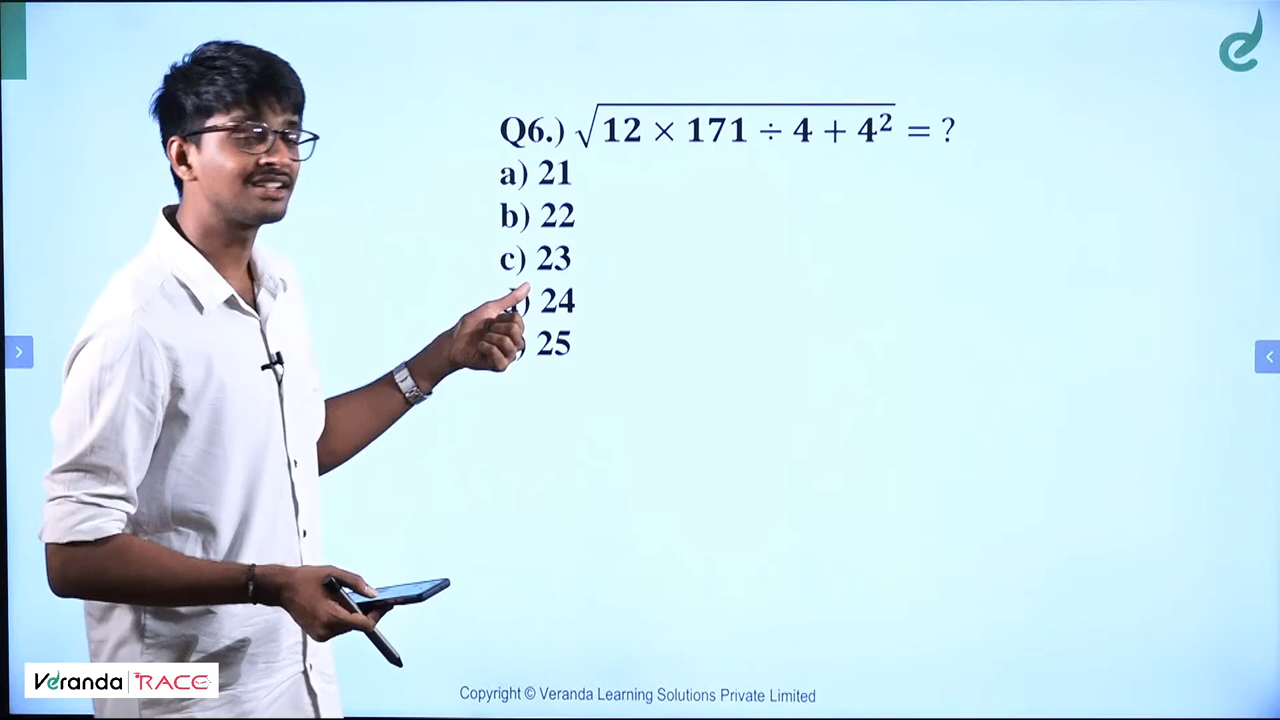 Q6.) √12 × 171 ÷ 4 + 4² = ?
a) 21
b) 22
c) 23
d) 24
) 25
Veranda RACE
Copyright © Veranda Learning Solutions Private Limited